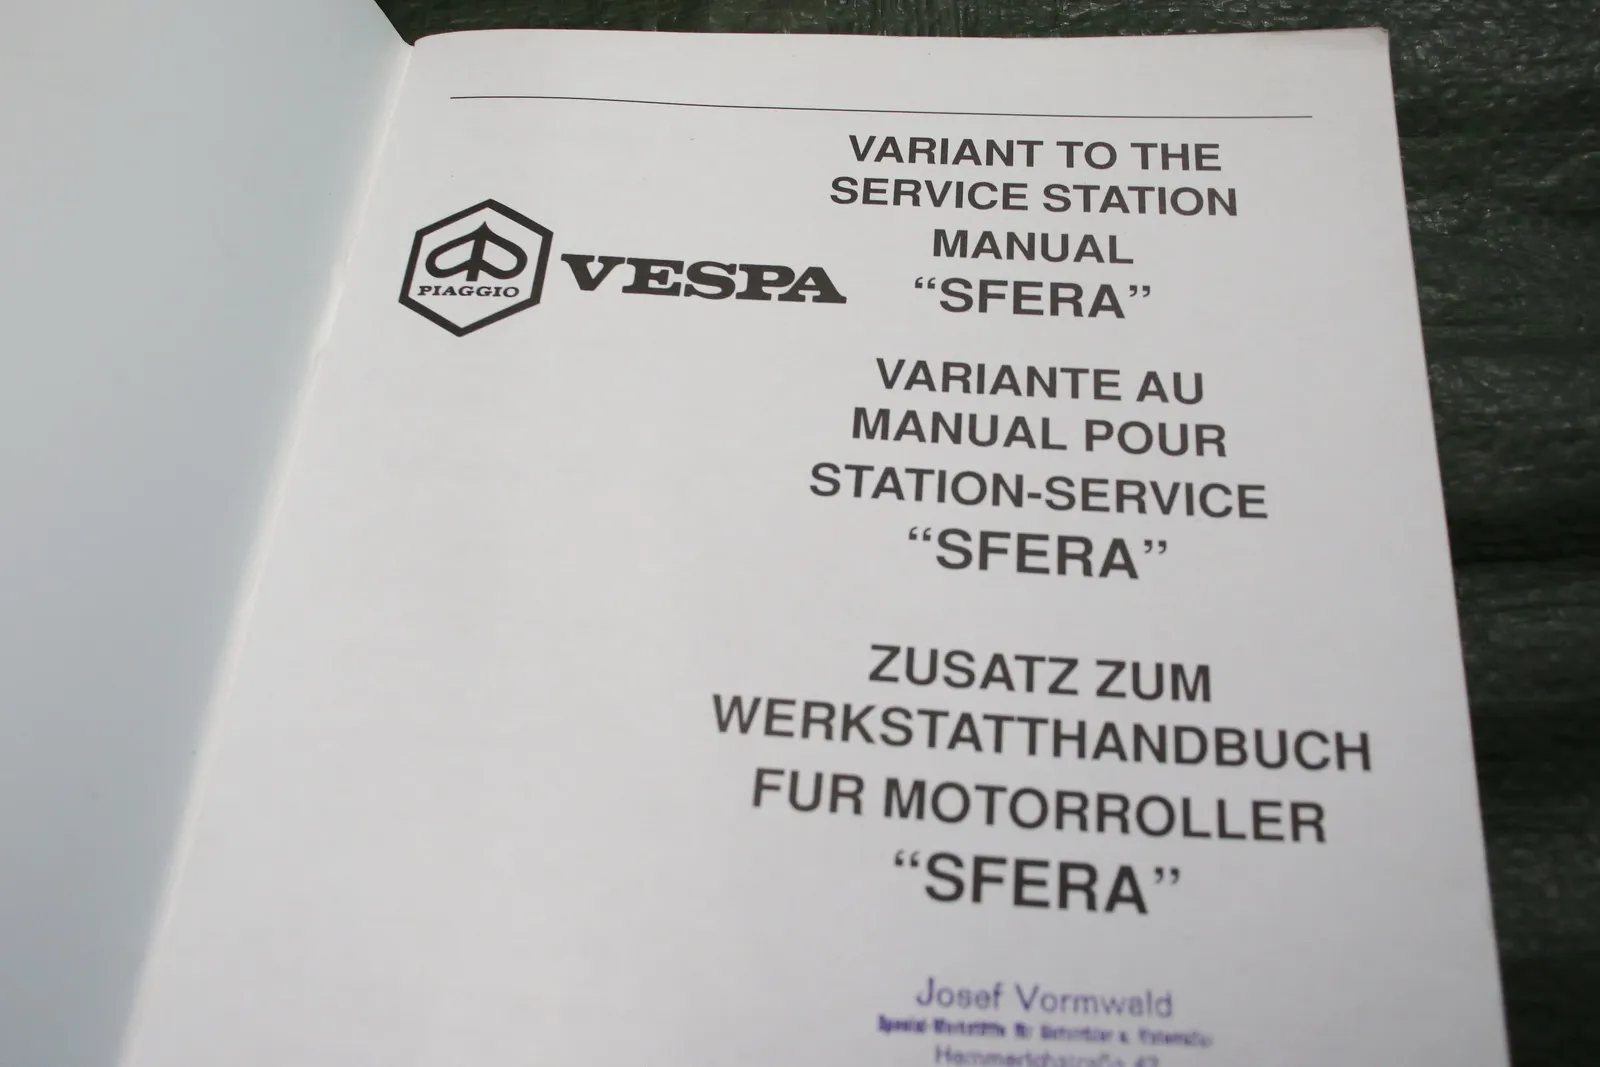 VARIANT TO THE
SERVICE STATION
MANUAL
“SFERA”
PIAGGIO
VESPA
VARIANTE AU
MANUAL POUR
STATION-SERVICE
“SFERA”
ZUSATZ ZUM
WERKSTATTHANDBUCH
FUR MOTORROLLER
“SFERA”
Josef Vormwald